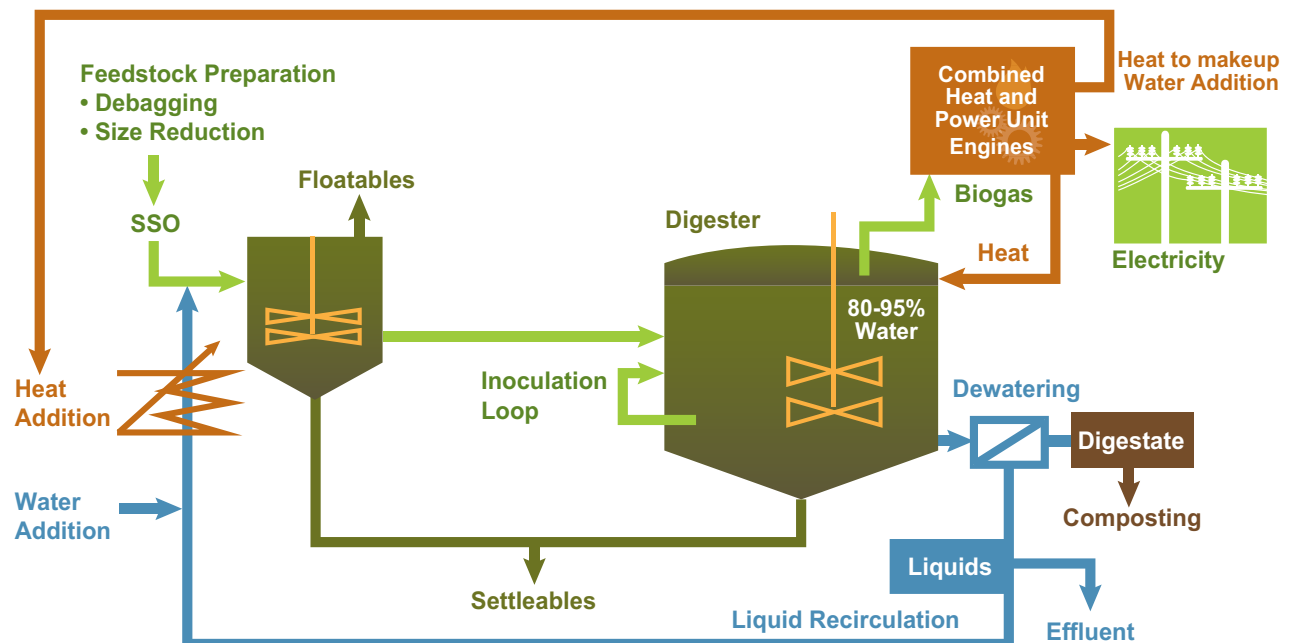 Feedstock Preparation
• Debagging
• Size Reduction
SSO
Floatables
Digester
Combined
Heat and
Power Unit
Engines
Heat to makeup
Water Addition
Biogas
Heat
Electricity
80-95%
Water
Inoculation
Loop
Heat
Addition
Water
Addition
Dewatering
Digestate
Composting
Settleables
Liquids
Liquid Recirculation
Effluent